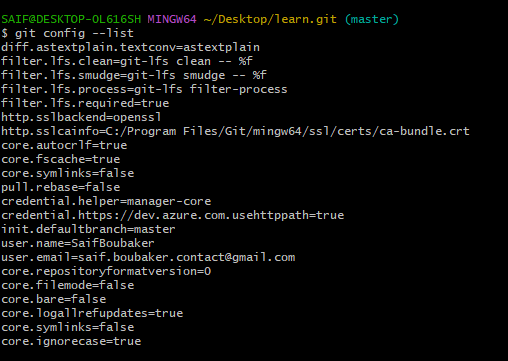 SAIF@DESKTOP-OL616SH MINGW64 ~/Desktop/learn.git (master)
$ git config --list
diff.astextplain.textconv=astextplain
filter.lfs.clean=git-lfs clean -- %f
filter.lfs.smudge=git-lfs smudge -- %f
filter.lfs.process=git-lfs filter-process
filter.lfs.required=true
http.sslbackend=openssl
http.sslcainfo=C:/Program Files/Git/mingw64/ssl/certs/ca-bundle.crt
core.autocrlf=true
core.fscache=true
core.symlinks=false
pull.rebase=false
credential.helper=manager-core
credential.https://dev.azure.com.usehttppath=true
init.defaultbranch=master
user.name=SaifBoubaker
user.email=saif.boubaker.contact@gmail.com
core.repositoryformatversion=0
core.filemode=false
core.bare=false
core.logallrefupdates=true
core.symlinks=false
core.ignorecase=true